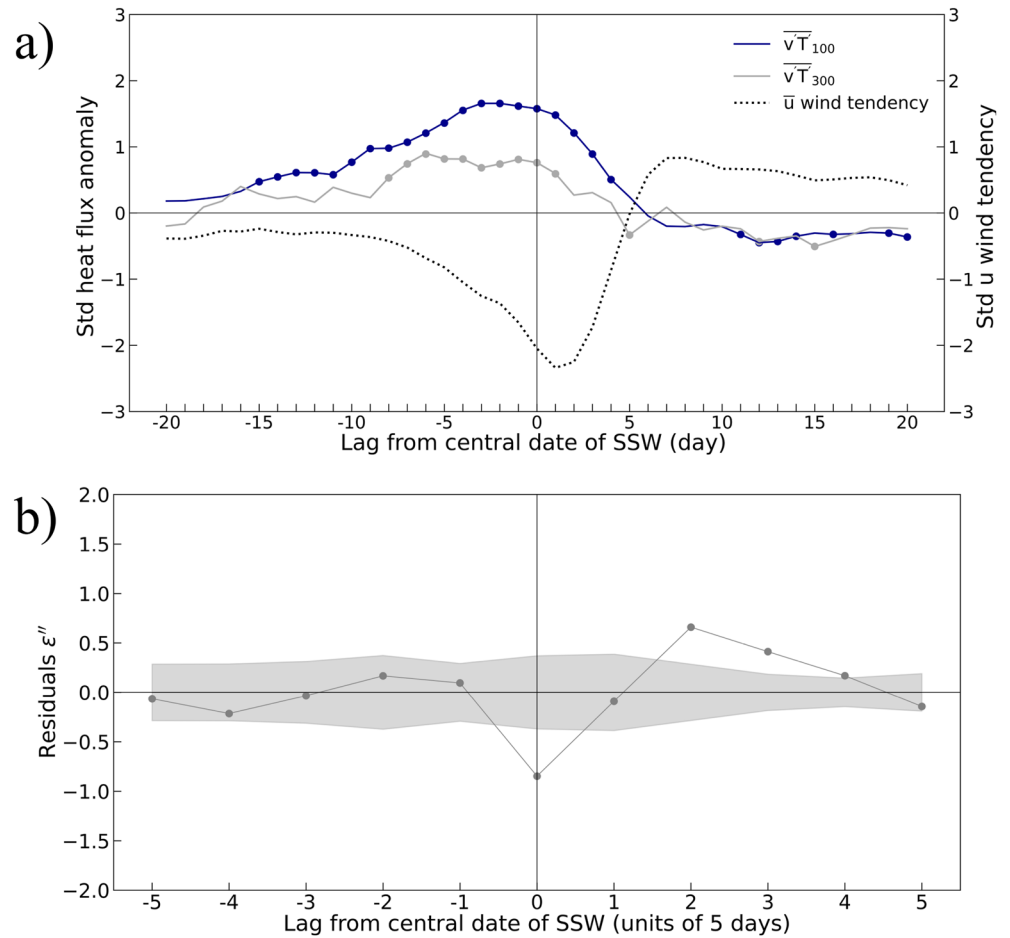 a)
Std heat flux anomaly
3
2
1
0
−1
−2
−3
v′T′100
v′T′300
u̅ wind tendency
3
2
1
0
−1
−2
−3
Std u wind tendency
-20 -15 -10 -5 0 5 10 15 20
Lag from central date of SSW (day)
b)
Residuals ε″
2.0
1.5
1.0
0.5
0.0
−0.5
−1.0
−1.5
−2.0
-5 -4 -3 -2 -1 0 1 2 3 4 5
Lag from central date of SSW (units of 5 days)